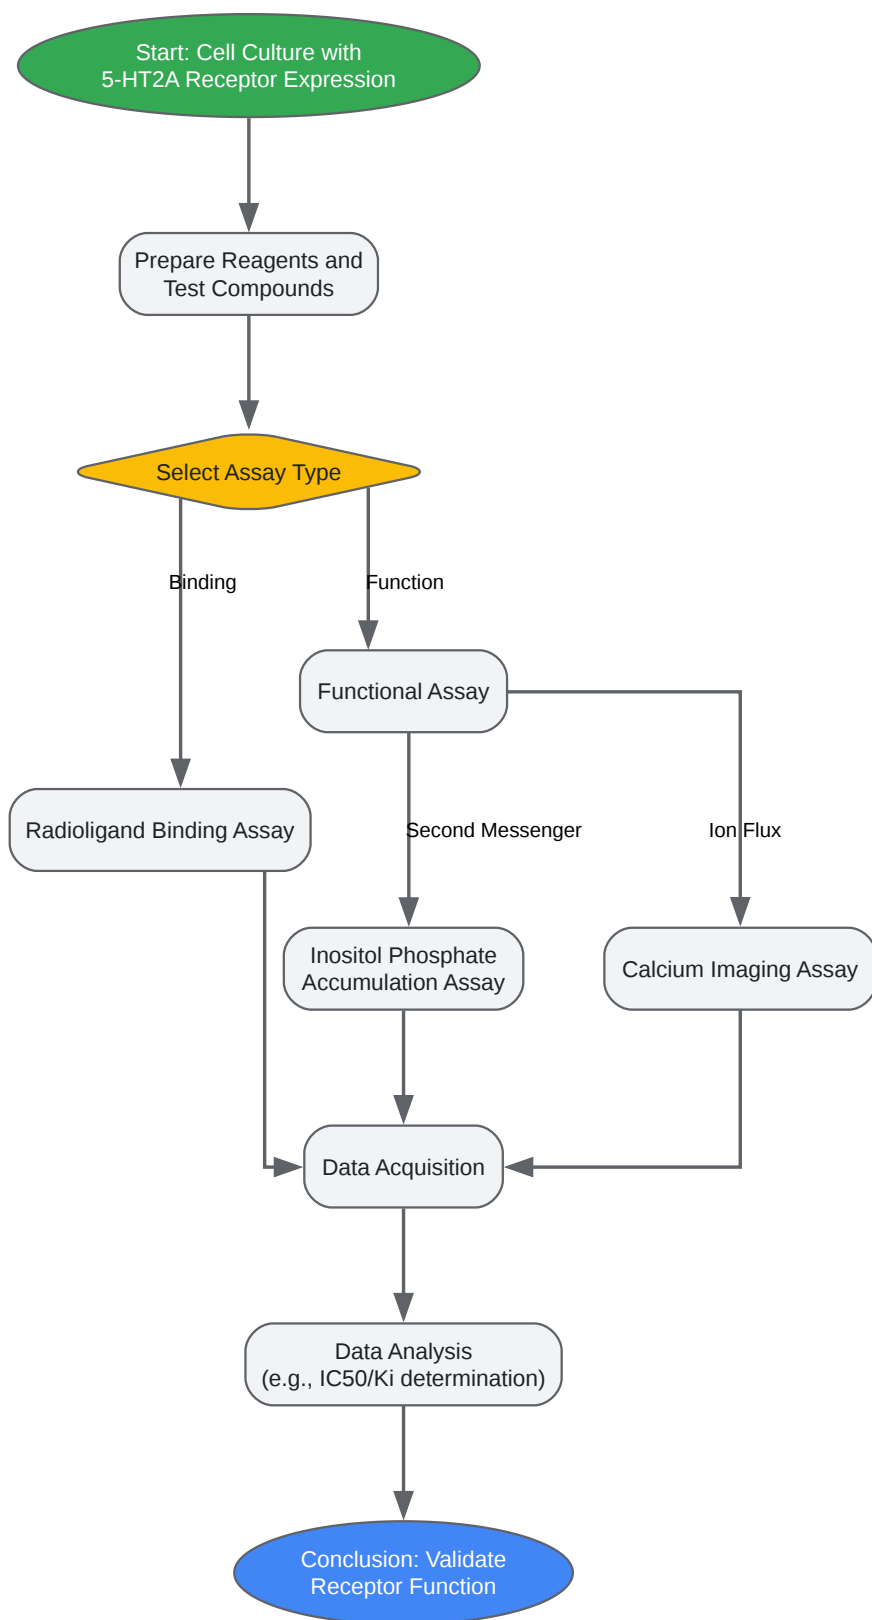 Start: Cell Culture with
5-HT2A Receptor Expression
Prepare Reagents and
Test Compounds
Select Assay Type
Binding
Function
Functional Assay
Radioligand Binding Assay
Second Messenger
Ion Flux
Inositol Phosphate
Accumulation Assay
Calcium Imaging Assay
Data Acquisition
Data Analysis
(e.g., IC50/Ki determination)
Conclusion: Validate
Receptor Function